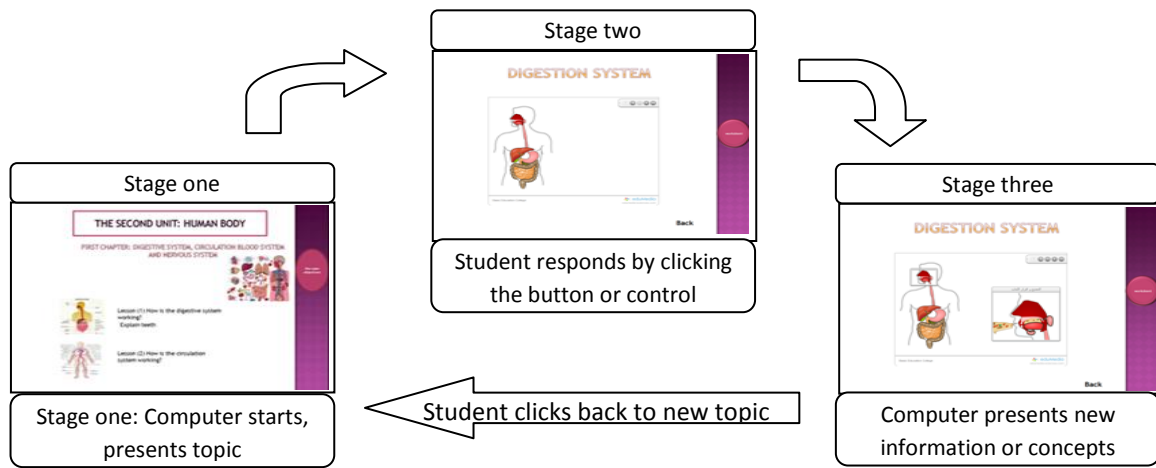 Stage one
THE SECOND UNIT: HUMAN BODY
FIRST CHAPTER: DIGESTIVE SYSTEM, CIRCULATION BLOOD SYSTEM
AND NERVOUS SYSTEM
Lesson (1) How is the digestive system
working?
Explain teeth
Lesson (2) How is the circulation
system working?
Stage one: Computer starts,
presents topic
Stage two
DIGESTION SYSTEM
Back
Student responds by clicking
the button or control
Stage three
DIGESTION SYSTEM
Back
Computer presents new
information or concepts
Student clicks back to new topic